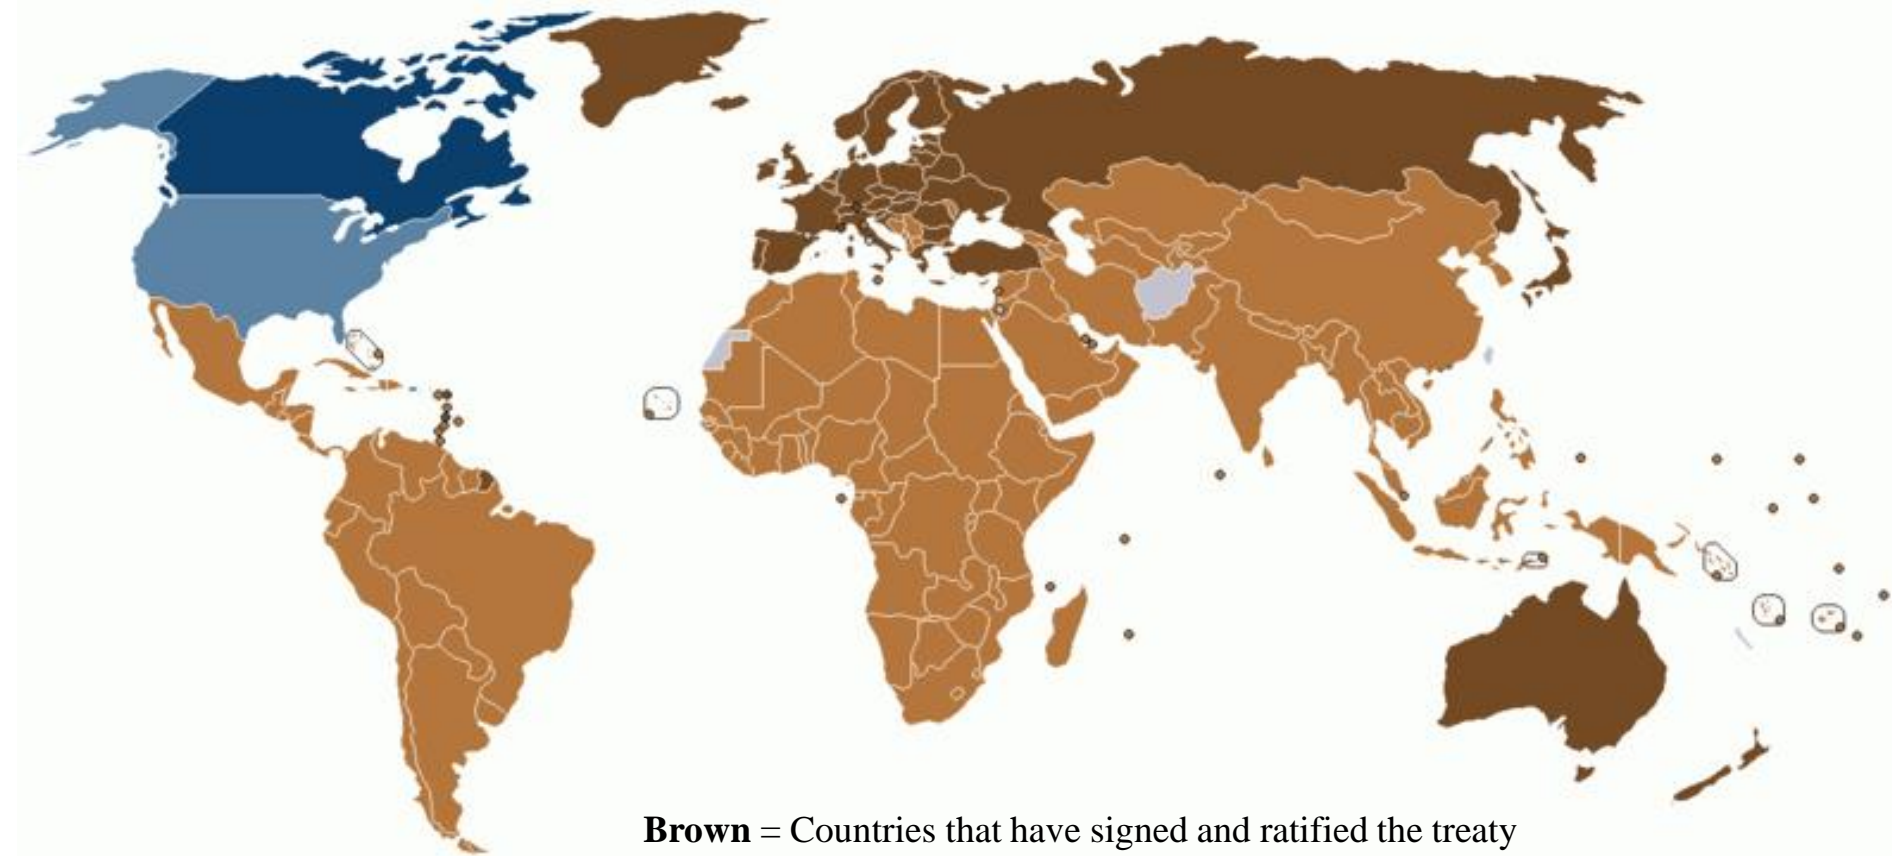 Brown = Countries that have signed and ratified the treaty